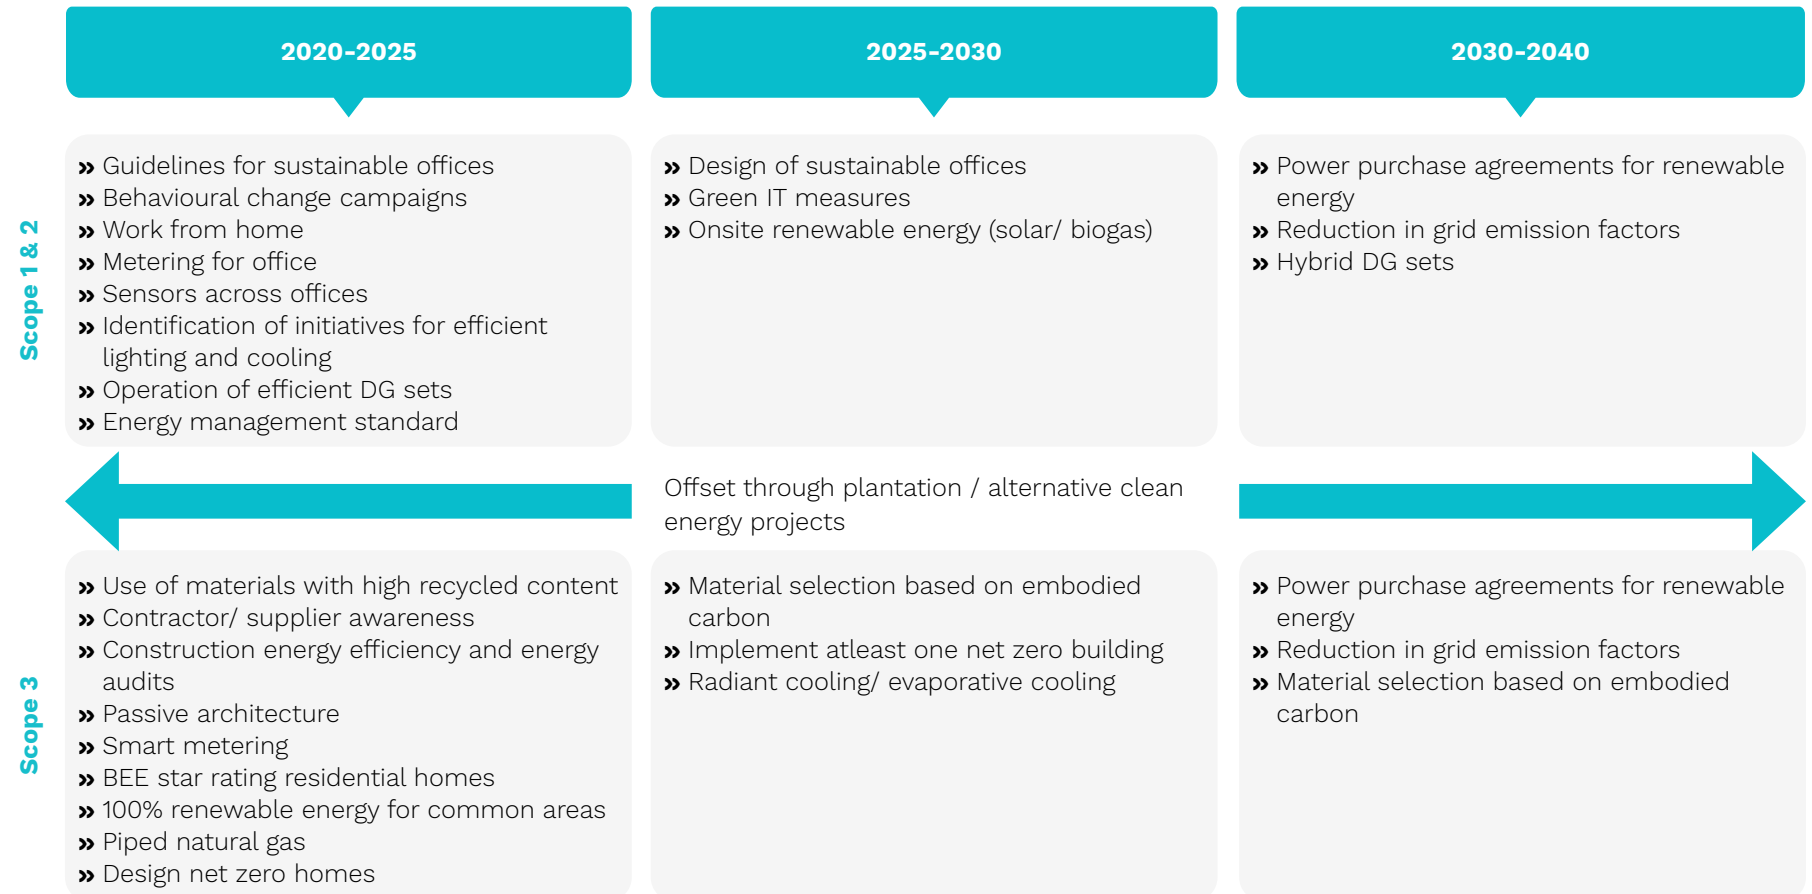 2020-2025
2025-2030
2030-2040
Scope 1 & 2
» Guidelines for sustainable offices
» Behavioural change campaigns
» Work from home
» Metering for office
» Sensors across offices
» Identification of initiatives for efficient
lighting and cooling
» Operation of efficient DG sets
» Energy management standard
» Design of sustainable offices
» Green IT measures
» Onsite renewable energy (solar/ biogas)
» Power purchase agreements for renewable
energy
» Reduction in grid emission factors
» Hybrid DG sets
Offset through plantation / alternative clean
energy projects
Scope 3
» Use of materials with high recycled content
» Contractor/ supplier awareness
» Construction energy efficiency and energy
audits
» Passive architecture
» Smart metering
» BEE star rating residential homes
» 100% renewable energy for common areas
» Piped natural gas
» Design net zero homes
» Material selection based on embodied
carbon
» Implement atleast one net zero building
» Radiant cooling/ evaporative cooling
» Power purchase agreements for renewable
energy
» Reduction in grid emission factors
» Material selection based on embodied
carbon